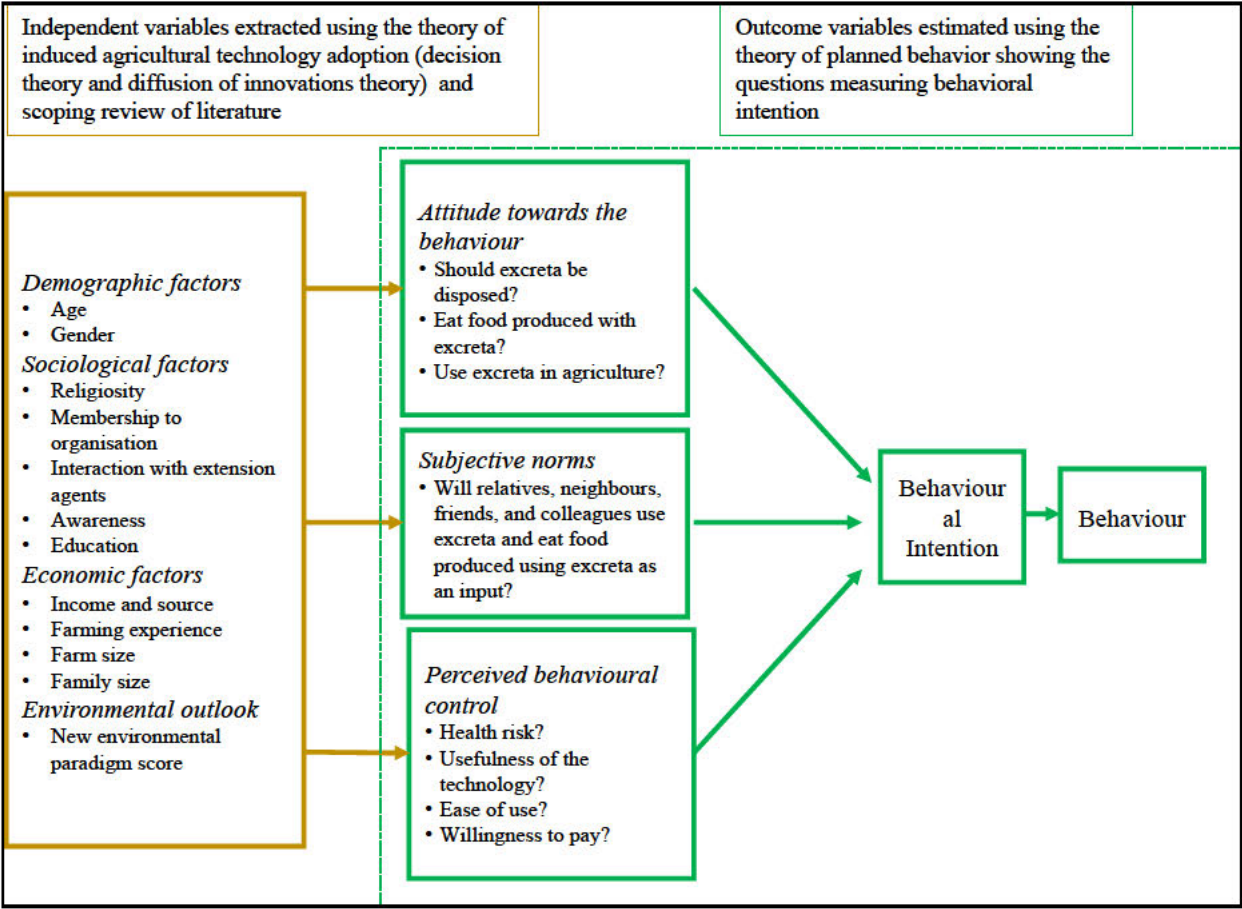 Independent variables extracted using the theory of
induced agricultural technology adoption (decision
theory and diffusion of innovations theory) and
scoping review of literature
Outcome variables estimated using the
theory of planned behavior showing the
questions measuring behavioral
intention
Demographic factors
• Age
• Gender
Sociological factors
• Religiosity
• Membership to
organisation
• Interaction with extension
agents
• Awareness
• Education
Economic factors
• Income and source
• Farming experience
• Farm size
• Family size
Environmental outlook
• New environmental
paradigm score
Attitude towards the
behaviour
• Should excreta be
disposed?
• Eat food produced with
excreta?
• Use excreta in agriculture?
Subjective norms
• Will relatives, neighbours,
friends, and colleagues use
excreta and eat food
produced using excreta as
an input?
Perceived behavioural
control
• Health risk?
• Usefulness of the
technology?
• Ease of use?
• Willingness to pay?
Behaviour
al
Intention
Behaviour